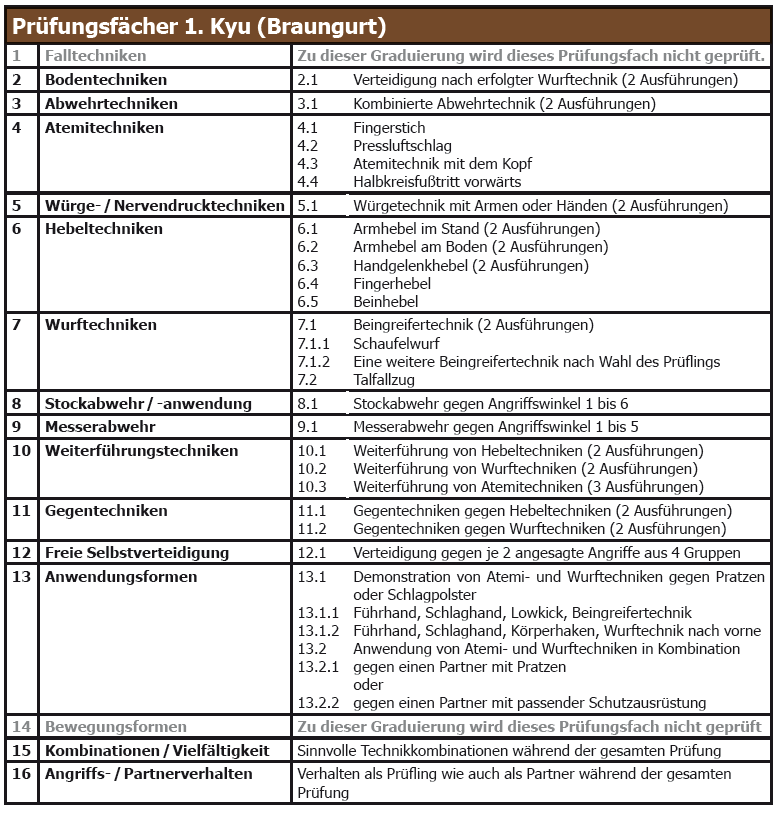 Prüfungsfächer 1. Kyu (Braungurt)
1 Falltechniken Zu dieser Graduierung wird dieses Prüfungsfach nicht geprüft.
2 Bodentechniken 2.1 Verteidigung nach erfolgter Wurftechnik (2 Ausführungen)
3 Abwehrtechniken 3.1 Kombinierte Abwehrtechnik (2 Ausführungen)
4 Atemitechniken 4.1 Fingerstich
4.2 Pressluftschlag
4.3 Atemitechnik mit dem Kopf
4.4 Halbkreisfußtritt vorwärts
5 Würge- / Nervendrucktechniken 5.1 Würgetechnik mit Armen oder Händen (2 Ausführungen)
6 Hebeltechniken 6.1 Armhebel im Stand (2 Ausführungen)
6.2 Armhebel am Boden (2 Ausführungen)
6.3 Handgelenkhebel (2 Ausführungen)
6.4 Fingerhebel
6.5 Beinhebel
7 Wurftechniken 7.1 Beingreifertechnik (2 Ausführungen)
7.1.1 Schaufelwurf
7.1.2 Eine weitere Beingreifertechnik nach Wahl des Prüflings
7.2 Talfallzug
8 Stockabwehr / -anwendung 8.1 Stockabwehr gegen Angriffswinkel 1 bis 6
9 Messerabwehr 9.1 Messerabwehr gegen Angriffswinkel 1 bis 5
10 Weiterführungstechniken 10.1 Weiterführung von Hebeltechniken (2 Ausführungen)
10.2 Weiterführung von Wurftechniken (2 Ausführungen)
10.3 Weiterführung von Atemitechniken (3 Ausführungen)
11 Gegentechniken 11.1 Gegentechniken gegen Hebeltechniken (2 Ausführungen)
11.2 Gegentechniken gegen Wurftechniken (2 Ausführungen)
12 Freie Selbstverteidigung 12.1 Verteidigung gegen je 2 angesagte Angriffe aus 4 Gruppen
13 Anwendungsformen 13.1 Demonstration von Atemi- und Wurftechniken gegen Pratzen
oder Schlagpolster
13.1.1 Führhand, Schlaghand, Lowkick, Beingreifertechnik
13.1.2 Führhand, Schlaghand, Körperhaken, Wurftechnik nach vorne
13.2 Anwendung von Atemi- und Wurftechniken in Kombination
13.2.1 gegen einen Partner mit Pratzen
oder
13.2.2 gegen einen Partner mit passender Schutzausrüstung
14 Bewegungsformen Zu dieser Graduierung wird dieses Prüfungsfach nicht geprüft
15 Kombinationen / Vielfältigkeit Sinnvolle Technikkombinationen während der gesamten Prüfung
16 Angriffs- / Partnerverhalten Verhalten als Prüfling wie auch als Partner während der gesamten
Prüfung